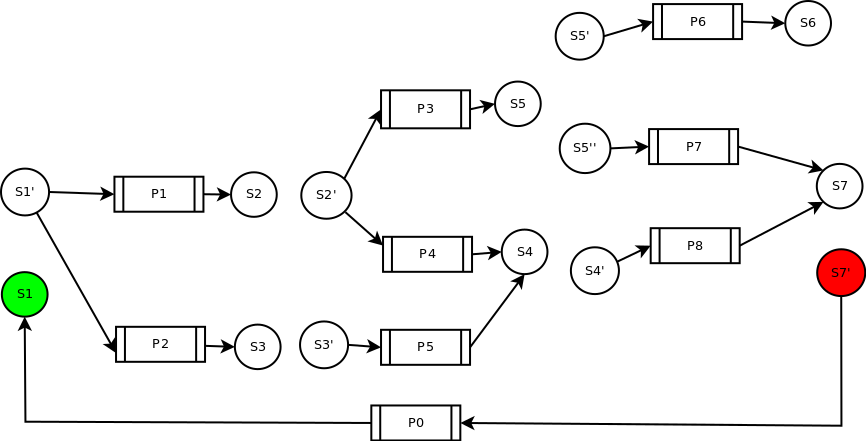 S5' P6 S6
P3 S5
S5'' P7
S1' P1 S2 S2' S7
P4 S4 P8
S4' S7'
S1
P2 S3 S3' P5
P0